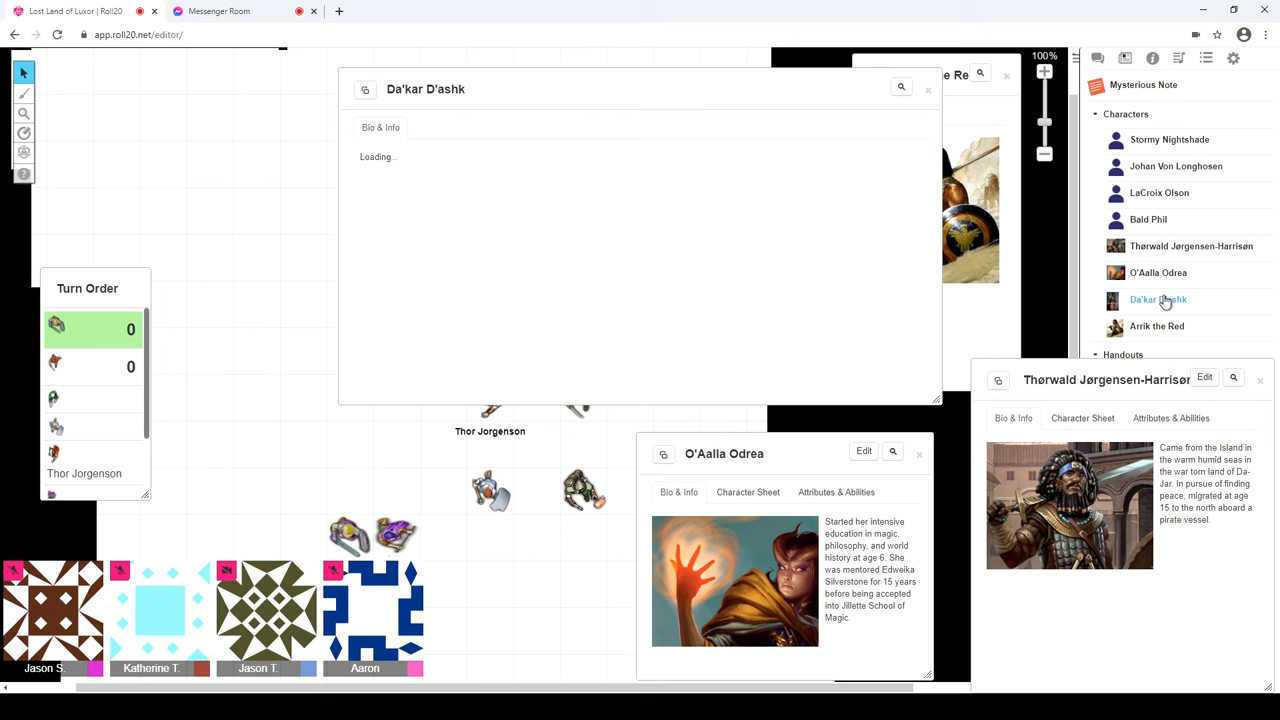 Lost Land of Luxor | Roll20
Messenger Room
app.roll20.net/editor/
Da'kar D'ashk
Bio & Info
Loading...
e Re
100%
Mysterious Note
Characters
Stormy Nightshade
Johan Von Longhosen
LaCroix Olson
Bald Phil
Thørwald Jørgensen-Harrisøn
O'Aalla Odrea
Da'kar D'ashk
Arrik the Red
Handouts
Turn Order
0
0
Thor Jorgenson
Thor Jorgenson
O'Aalla Odrea
Edit
Bio & Info
Character Sheet
Attributes & Abilities
Started her intensive
education in magic,
philosophy, and world
history at age 6. She
was mentored Edweika
Silverstone for 15 years
before being accepted
into Jillette School of
Magic.
Thørwald Jørgensen-Harrisør
Edit
Bio & Info
Character Sheet
Attributes & Abilities
Came from the Island in
the warm humid seas in
the war torn land of Da-
Jar. In pursue of finding
peace, migrated at age
15 to the north aboard a
pirate vessel.
Jason S.
Katherine T.
Jason T.
Aaron